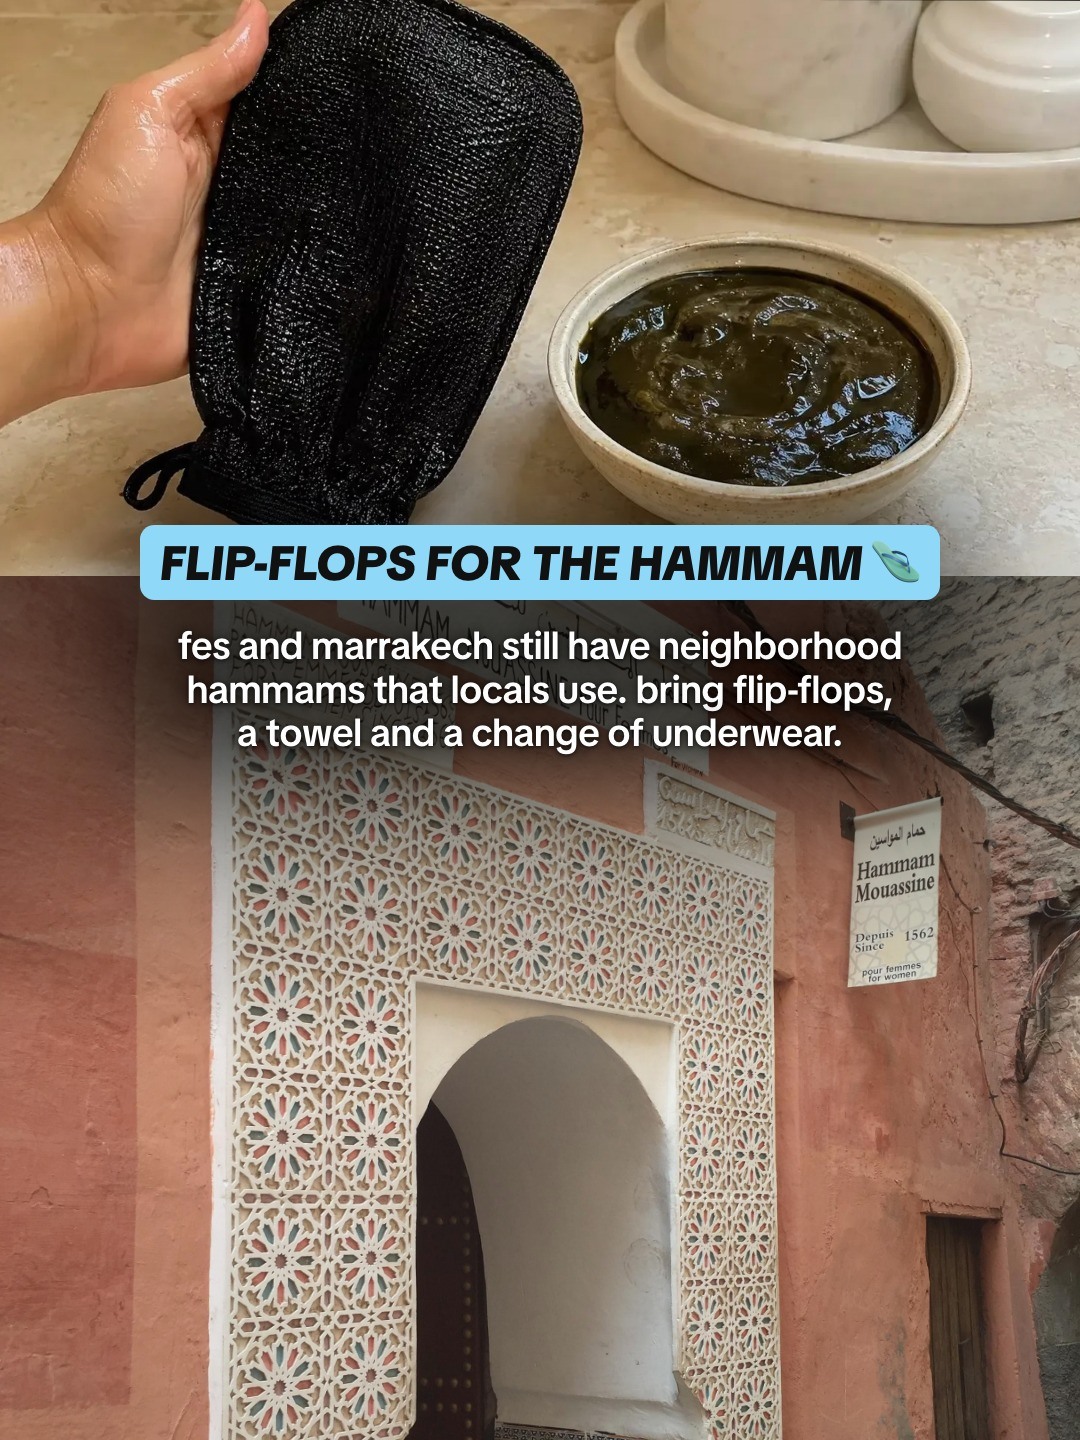 FLIP-FLOPS FOR THE HAMMAM 🩴
fes and marrakech still have neighborhood
hammams that locals use. bring flip-flops,
a towel and a change of underwear.
حمام المواسين
Hammam
Mouassine
Depuis
Since 1562
pour femmes
for women